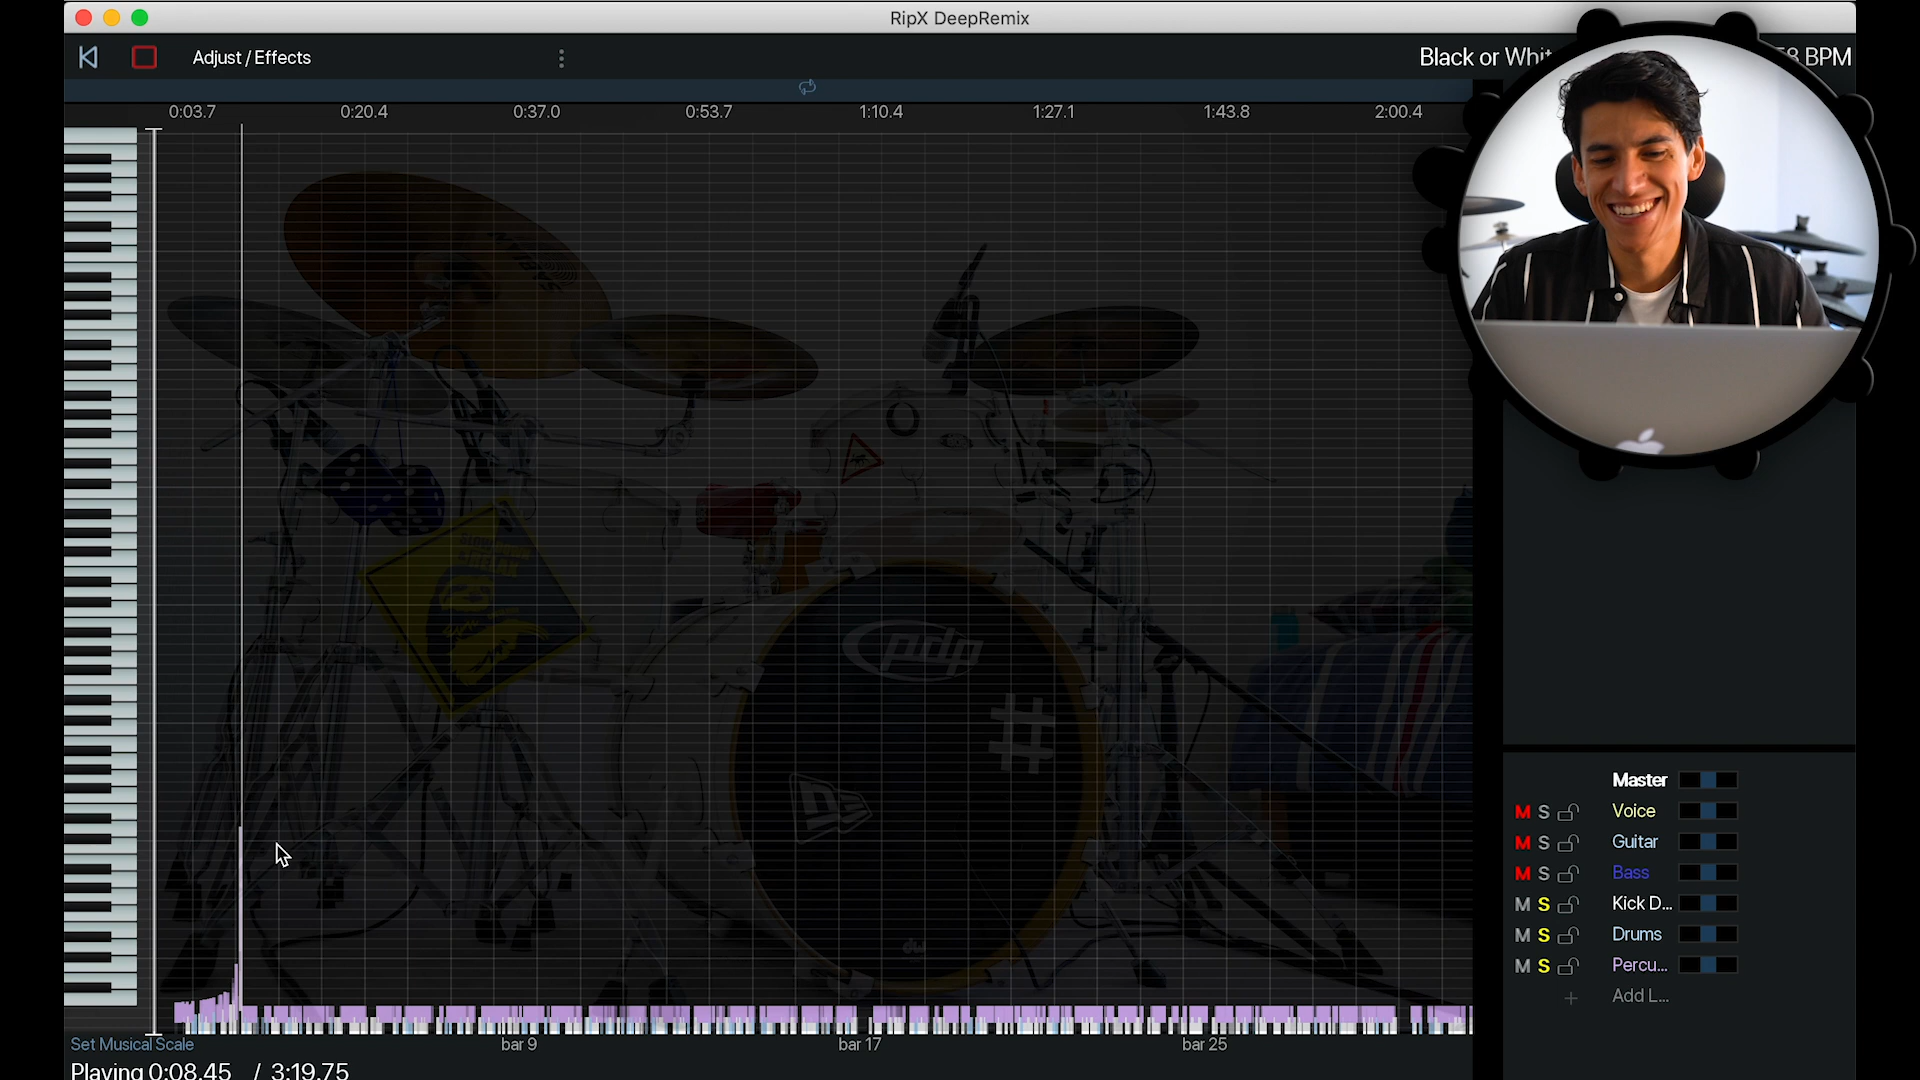 RipX DeepRemix
Adjust / Effects
Black or Whit
8 BPM
0:03.7 0:20.4 0:37.0 0:53.7 1:10.4 1:27.1 1:43.8 2:00.4
pdp
#
Master
M S Voice
M S Guitar
M S Bass
M S Kick D...
M S Drums
M S Percu...
+ Add L...
Set Musical Scale bar 9 bar 17 bar 25
Playing 0:08.45 / 3:19.75